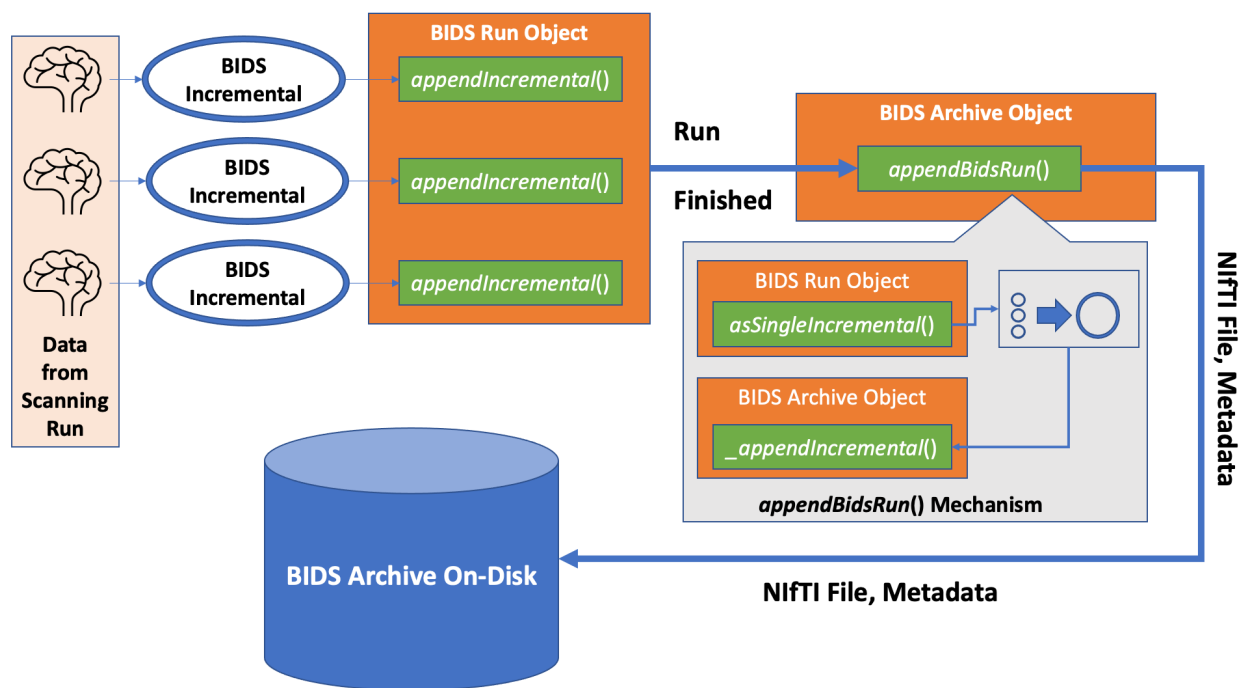 Data
from
Scanning
Run
BIDS
Incremental
BIDS
Incremental
BIDS
Incremental
BIDS Run Object
appendIncremental()
appendIncremental()
appendIncremental()
Run
Finished
BIDS Archive Object
appendBidsRun()
BIDS Run Object
asSingleIncremental()
BIDS Archive Object
_appendIncremental()
appendBidsRun() Mechanism
NIfTI File, Metadata
NIfTI File, Metadata
BIDS Archive On-Disk